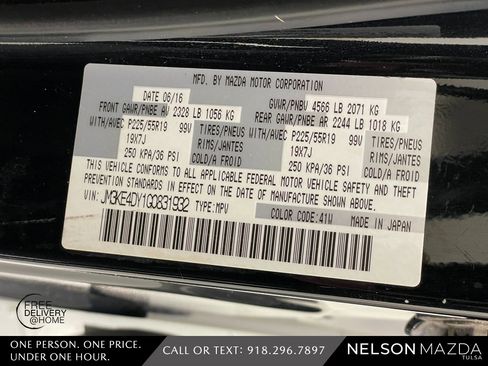 MFD. BY MAZDA MOTOR CORPORATION
DATE 06/16 GVWR/PNBV 4566 LB 2071 KG
FRONT GAWR/PNBE AV 2328 LB 1056 KG REAR GAWR/PNBE AR 2244 LB 1018 KG
WITH/AVEC P225/55R19 99V TIRES/PNEUS WITH/AVEC P225/55R19 99V TIRES/PNEUS
19X7J RIMS/JANTES 19X7J RIMS/JANTES
250 KPA/36 PSI COLD/A FROID 250 KPA/36 PSI COLD/A FROID
THIS VEHICLE CONFORMS TO ALL APPLICABLE FEDERAL MOTOR VEHICLE SAFETY AND THEFT
PREVENTION STANDARDS IN EFFECT ON THE DATE OF MANUFACTURE SHOWN ABOVE.
VIN: JM3KE4DY1G0831932 TYPE: MPV
COLOR CODE: 41W MADE IN JAPAN
FREE
DELIVERY
@HOME
ONE PERSON. ONE PRICE.
UNDER ONE HOUR.
CALL OR TEXT: 918.296.7897
NELSON MAZDA
TULSA